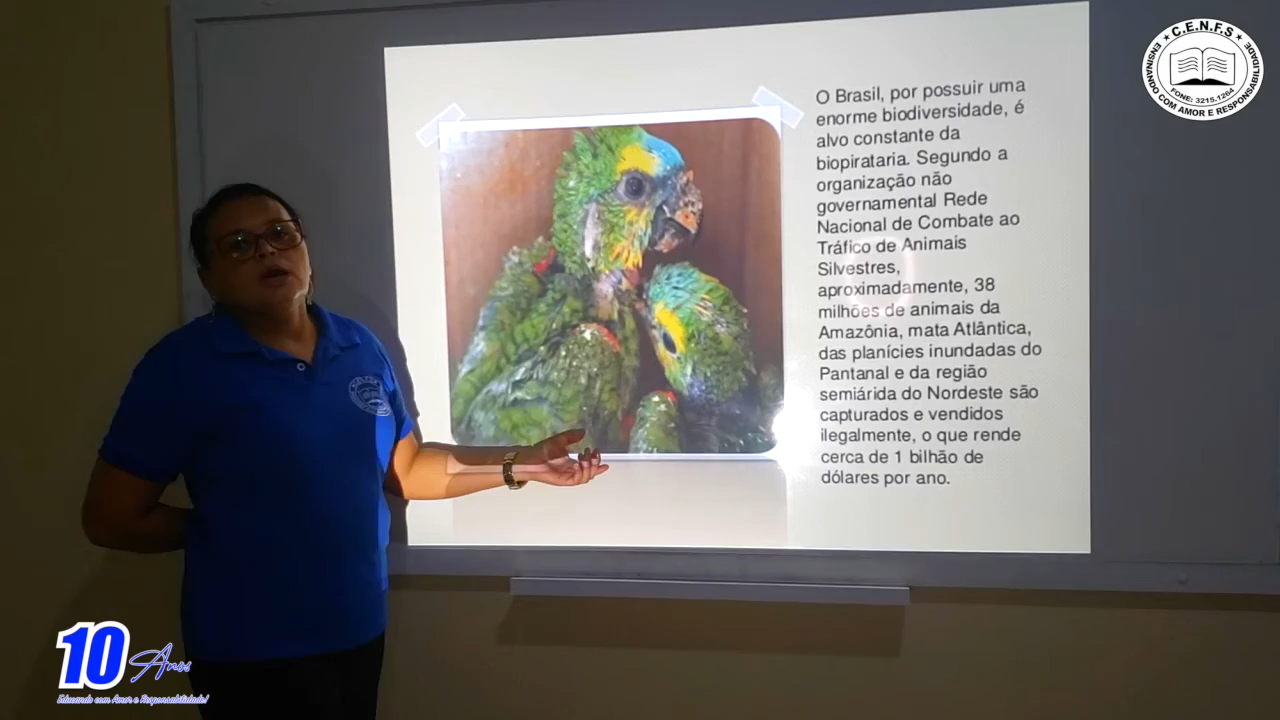 O Brasil, por possuir uma
enorme biodiversidade, é
alvo constante da
biopirataria. Segundo a
organização não
governamental Rede
Nacional de Combate ao
Tráfico de Animais
Silvestres,
aproximadamente, 38
milhões de animais da
Amazônia, mata Atlântica,
das planícies inundadas do
Pantanal e da região
semiárida do Nordeste são
capturados e vendidos
ilegalmente, o que rende
cerca de 1 bilhão de
dólares por ano.
C.E.N.F.S
ENSINANDO COM AMOR E RESPONSABILIDADE
FONE: 3215.1264
10 Anos
Educando com Amor e Responsabilidade!